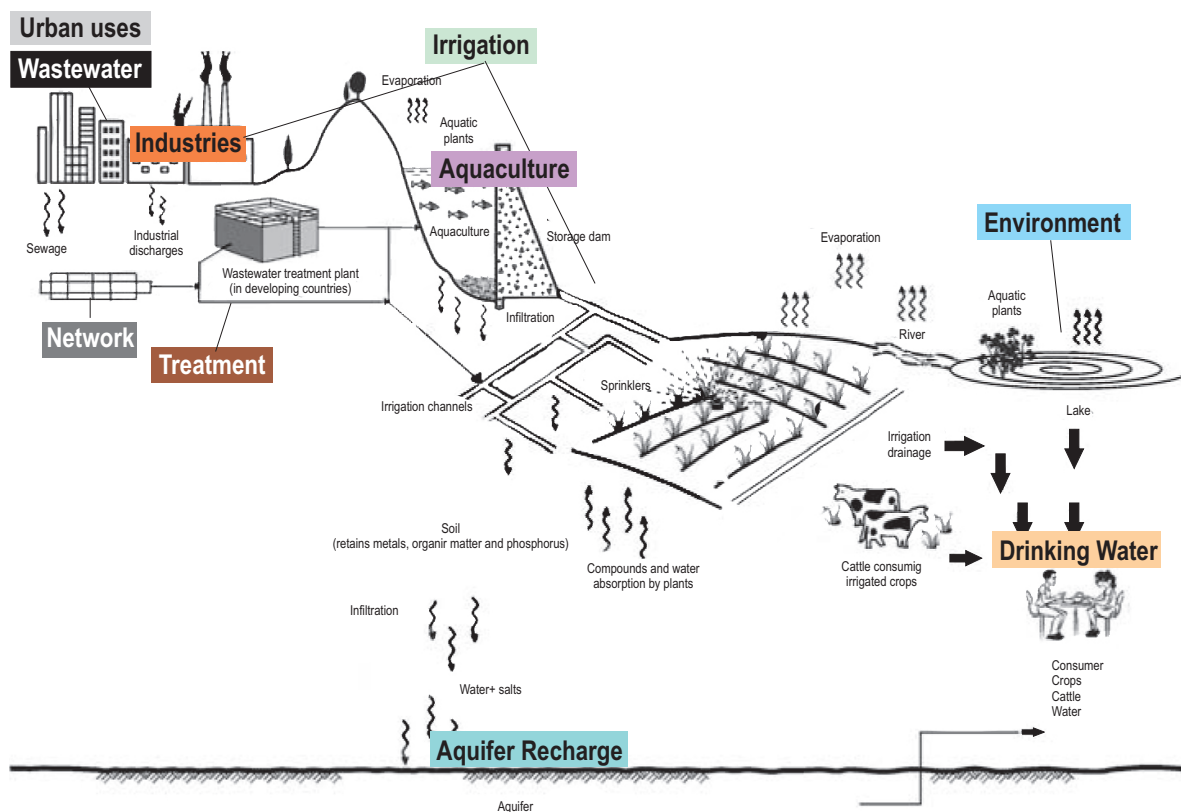 Urban uses
Wastewater
Irrigation
Evaporation
Aquatic
plants
Industries
Aquaculture
Sewage
Industrial
discharges
Aquaculture
Storage dam
Wastewater treatment plant
(in developing countries)
Infiltration
Network
Treatment
Environment
Evaporation
Aquatic
plants
River
Sprinklers
Irrigation channels
Lake
Irrigation
drainage
Soil
(retains metals, organir matter and phosphorus)
Compounds and water
absorption by plants
Cattle consumig
irrigated crops
Drinking Water
Infiltration
Water+ salts
Consumer
Crops
Cattle
Water
Aquifer Recharge
Aquifer